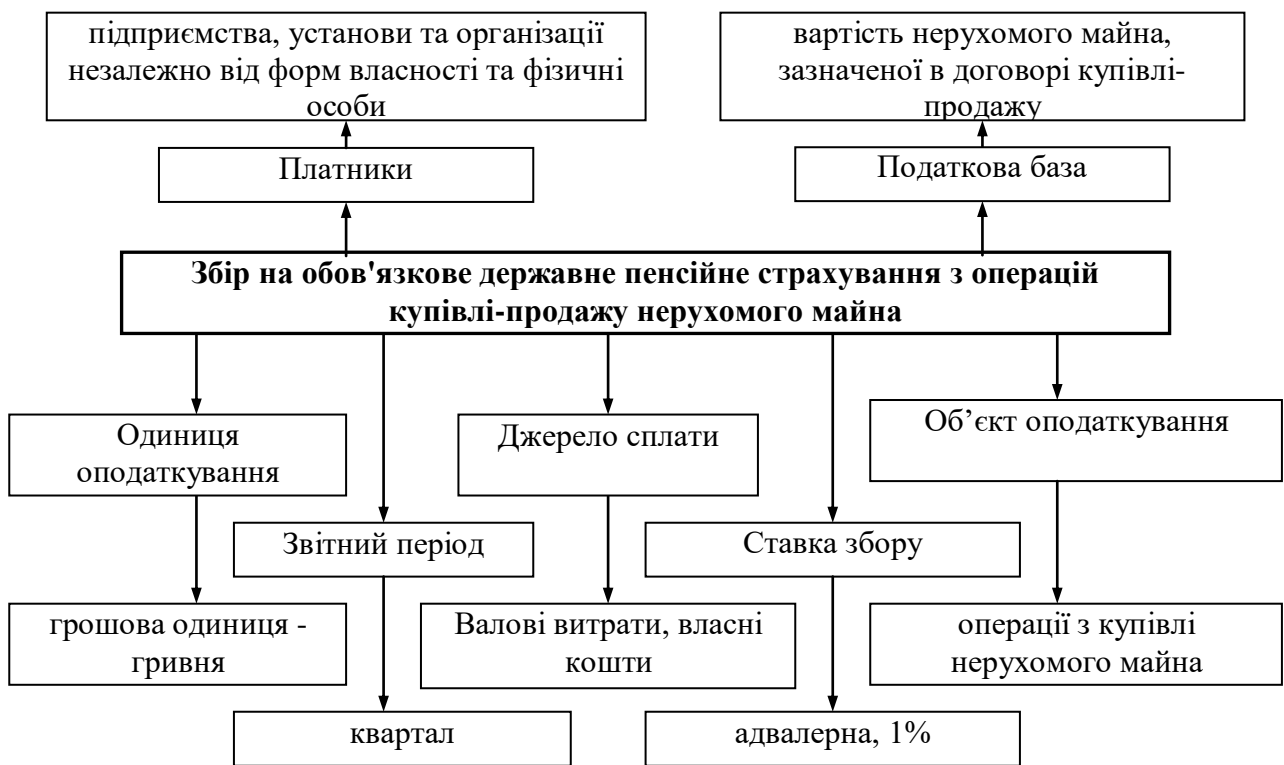 підприємства, установи та організації
незалежно від форм власності та фізичні
особи
вартість нерухомого майна,
зазначеної в договорі купівлі-
продажу
Платники
Податкова база
Збір на обов'язкове державне пенсійне страхування з операцій
купівлі-продажу нерухомого майна
Одиниця
оподаткування
Джерело сплати
Об’єкт оподаткування
Звітний період
Ставка збору
грошова одиниця -
гривня
Валові витрати, власні
кошти
операції з купівлі
нерухомого майна
квартал
адвалерна, 1%